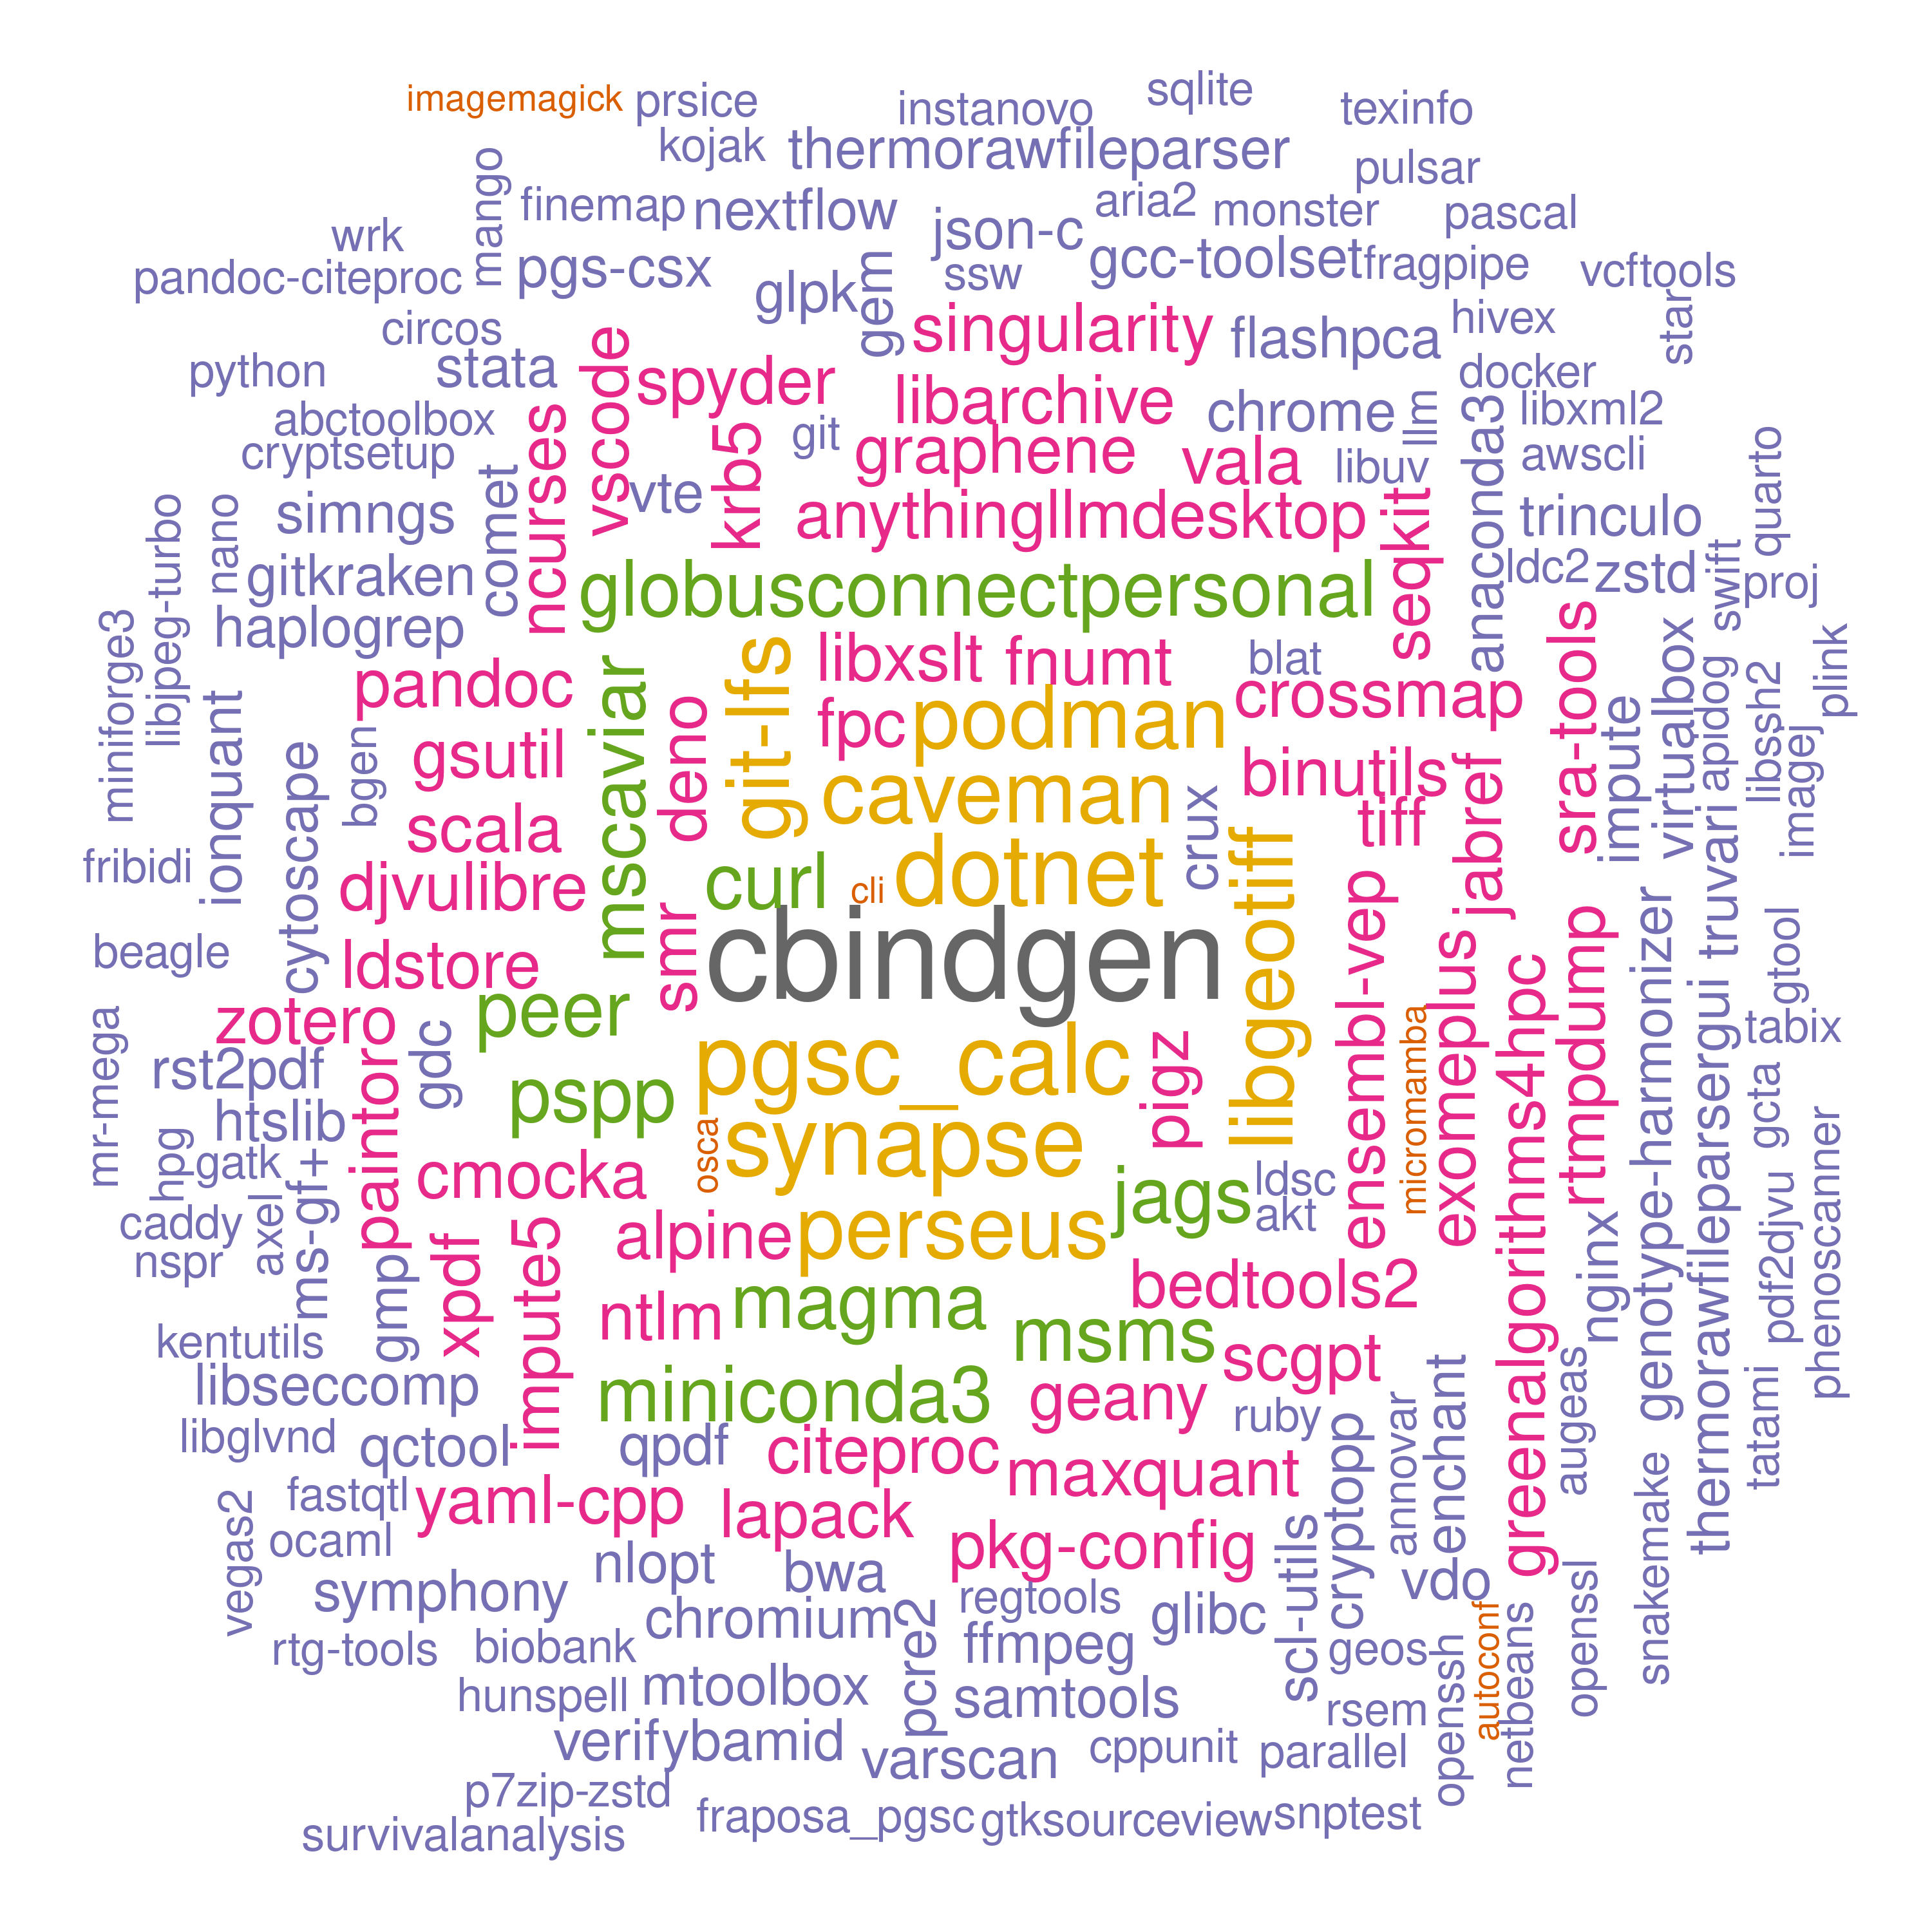 imagemagick
prsice
instanovo
sqlite
texinfo
kojak
thermorawfileparser
pulsar
mango
finemap
nextflow
aria2
monster
pascal
wrk
json-c
pandoc-citeproc
pgs-csx
glpk
gem
ssw
gcc-toolset
fragpipe
vcftools
circos
singularity
flashpca
hivex
star
python
stata
vscode
spyder
libarchive
chrome
llm
docker
anaconda3
libxml2
abctoolbox
ncurses
krb5
git
graphene
vala
libuv
awscli
quarto
cryptsetup
comet
vte
libjpeg-turbo
nano
simngs
anythingllmdesktop
seqkit
trinculo
gitkraken
globusconnectpersonal
ldc2
zstd
swift
proj
miniforge3
haplogrep
git-lfs
libxslt
fnumt
blat
sra-tools
virtualbox
apidog
libssh2
plink
pandoc
mscaviar
deno
fpc
podman
crossmap
impute
imagej
ionquant
cytoscape
bgen
gsutil
caveman
binutils
jabref
truvari
scala
crux
tiff
fribidi
djvulibre
curl
cli
dotnet
libgeotiff
ensembl-vep
beagle
ldstore
smr
cbindgen
exomeplus
greenalgorithms4hpc
rtmpdump
genotype-harmonizer
thermorawfileparsergui
gtool
mr-mega
zotero
peer
gdc
pgsc_calc
pigz
micromamba
tabix
rst2pdf
paintor
pspp
gcta
htslib
osca
synapse
phenoscanner
hpg
gatk
ms-gf+
cmocka
jags
ldsc
akt
pdf2djvu
caddy
axel
nspr
gmp
xpdf
impute5
alpine
perseus
bedtools2
nginx
kentutils
ntlm
magma
msms
scgpt
libseccomp
miniconda3
geany
ruby
annovar
enchant
augeas
tatami
libglvnd
qctool
qpdf
citeproc
maxquant
cryptopp
snakemake
vegas2
fastqtl
yaml-cpp
lapack
pkg-config
scl-utils
ocaml
nlopt
bwa
vdo
openssl
symphony
chromium
pcre2
regtools
glibc
autoconf
netbeans
rtg-tools
biobank
ffmpeg
geos
openssh
hunspell
mtoolbox
samtools
rsem
verifybamid
varscan
cppunit
parallel
p7zip-zstd
survivalanalysis
fraposa_pgsc
gtksourceview
snptest